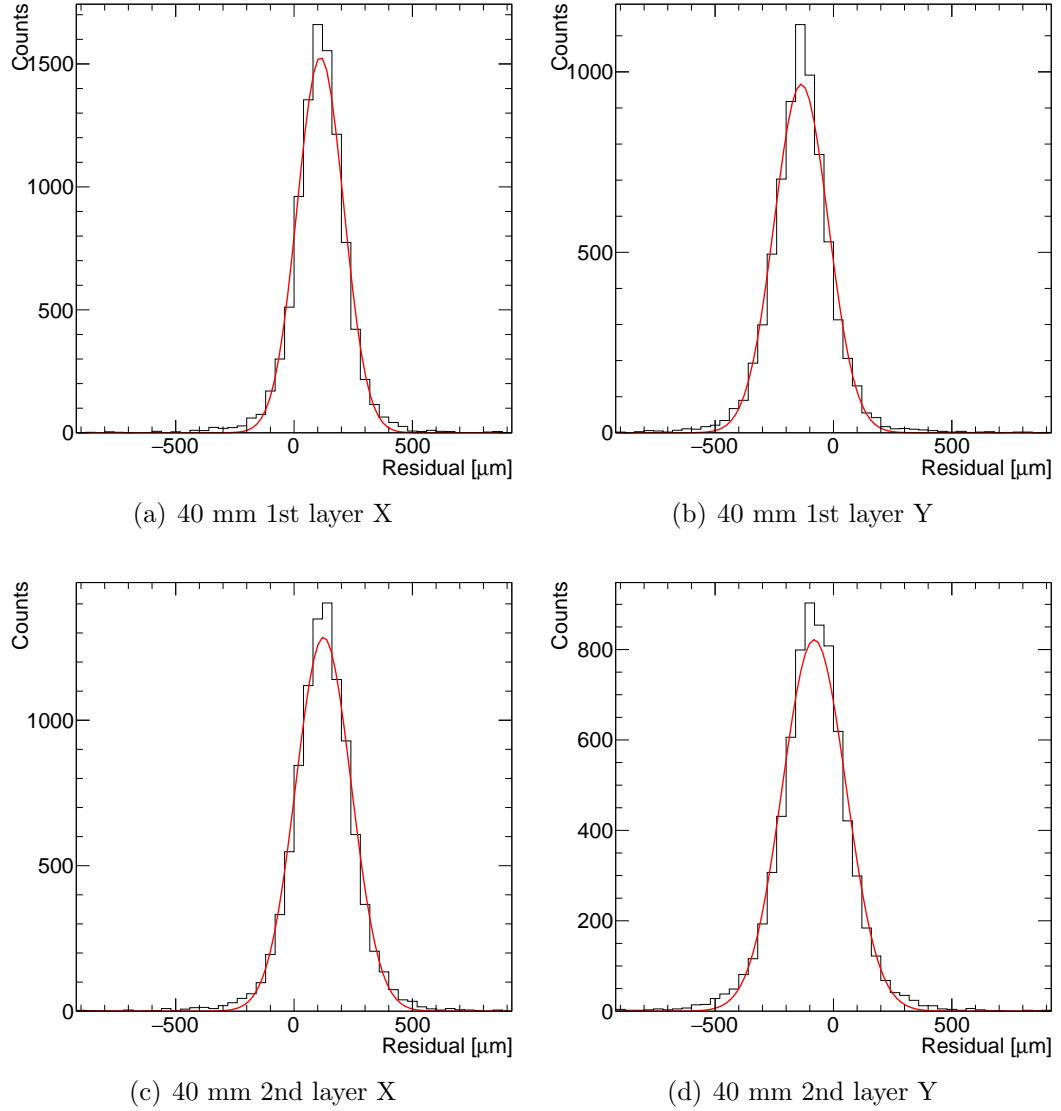 Counts
1500
1000
500
0
−500 0 500
Residual [μm]
(a) 40 mm 1st layer X
Counts
1000
500
0
−500 0 500
Residual [μm]
(b) 40 mm 1st layer Y
Counts
1000
500
0
−500 0 500
Residual [μm]
(c) 40 mm 2nd layer X
Counts
800
600
400
200
0
−500 0 500
Residual [μm]
(d) 40 mm 2nd layer Y